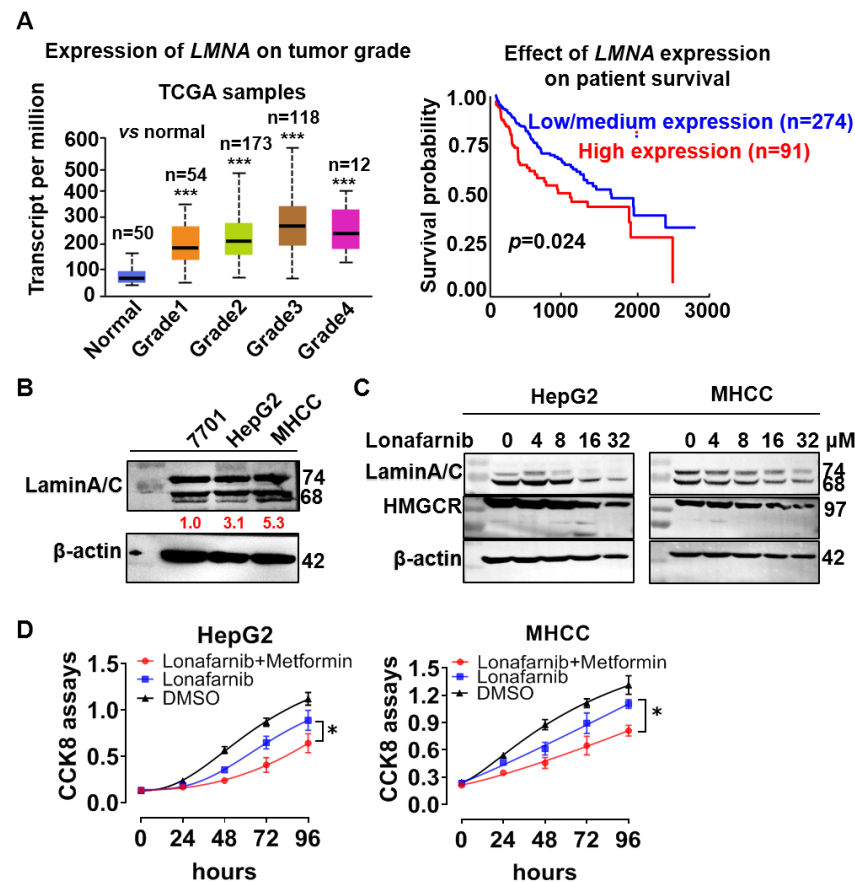 A
Expression of LMNA on tumor grade
TCGA samples
Transcript per million
600
500
400
300
200
100
0
vs normal
n=50
n=54
***
n=173
***
n=118
***
n=12
***
Normal
Grade1
Grade2
Grade3
Grade4
Effect of LMNA expression
on patient survival
Survival probability
1.00
0.75
0.50
0.25
0.00
Low/medium expression (n=274)
High expression (n=91)
p=0.024
0 1000 2000 3000
B
7701 HepG2 MHCC
LaminA/C
74
68
1.0 3.1 5.3
β-actin
42
C
HepG2 MHCC
Lonafarnib 0 4 8 16 32 0 4 8 16 32 μM
LaminA/C
74
68
HMGCR
97
β-actin
42
D
HepG2
Lonafarnib+Metformin
Lonafarnib
DMSO
CCK8 assays
1.5
1.0
0.5
0.0
*
0 24 48 72 96
hours
MHCC
Lonafarnib+Metformin
Lonafarnib
DMSO
CCK8 assays
1.5
1.2
0.9
0.6
0.3
0.0
*
0 24 48 72 96
hours